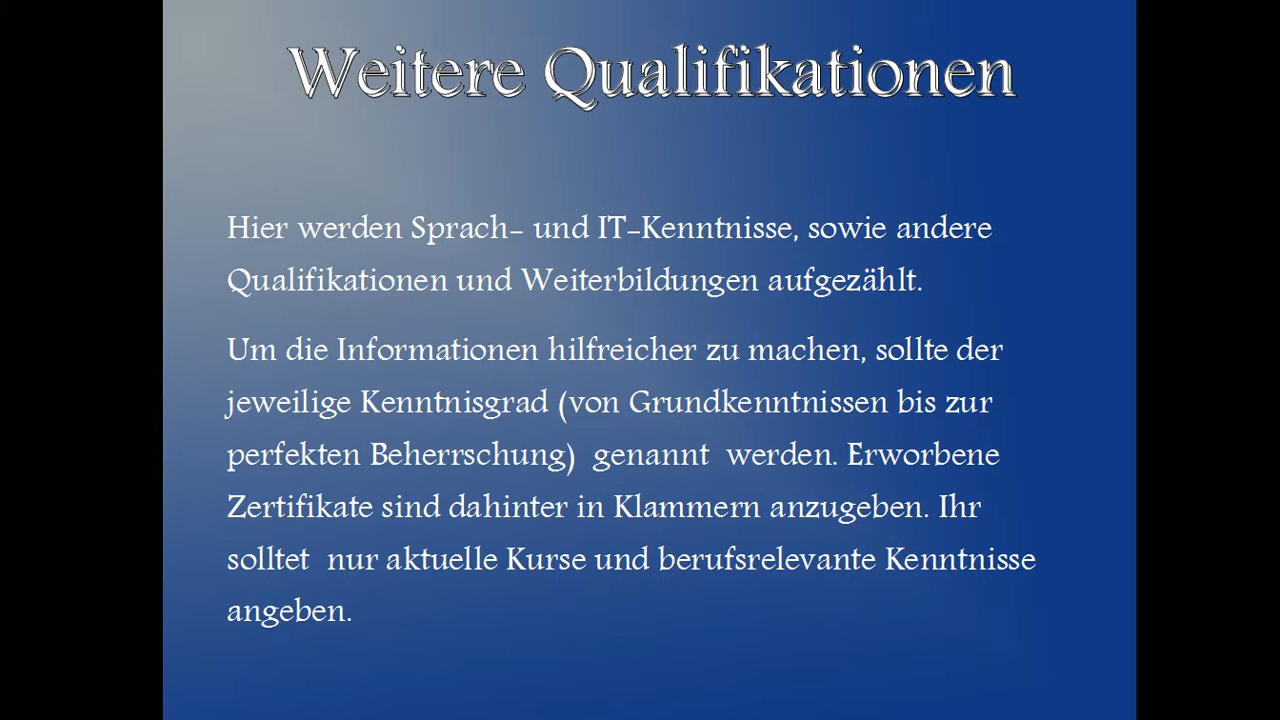 Weitere Qualifikationen
Hier werden Sprach- und IT-Kenntnisse, sowie andere
Qualifikationen und Weiterbildungen aufgezählt.
Um die Informationen hilfreicher zu machen, sollte der
jeweilige Kenntnisgrad (von Grundkenntnissen bis zur
perfekten Beherrschung) genannt werden. Erworbene
Zertifikate sind dahinter in Klammern anzugeben. Ihr
solltet nur aktuelle Kurse und berufsrelevante Kenntnisse
angeben.